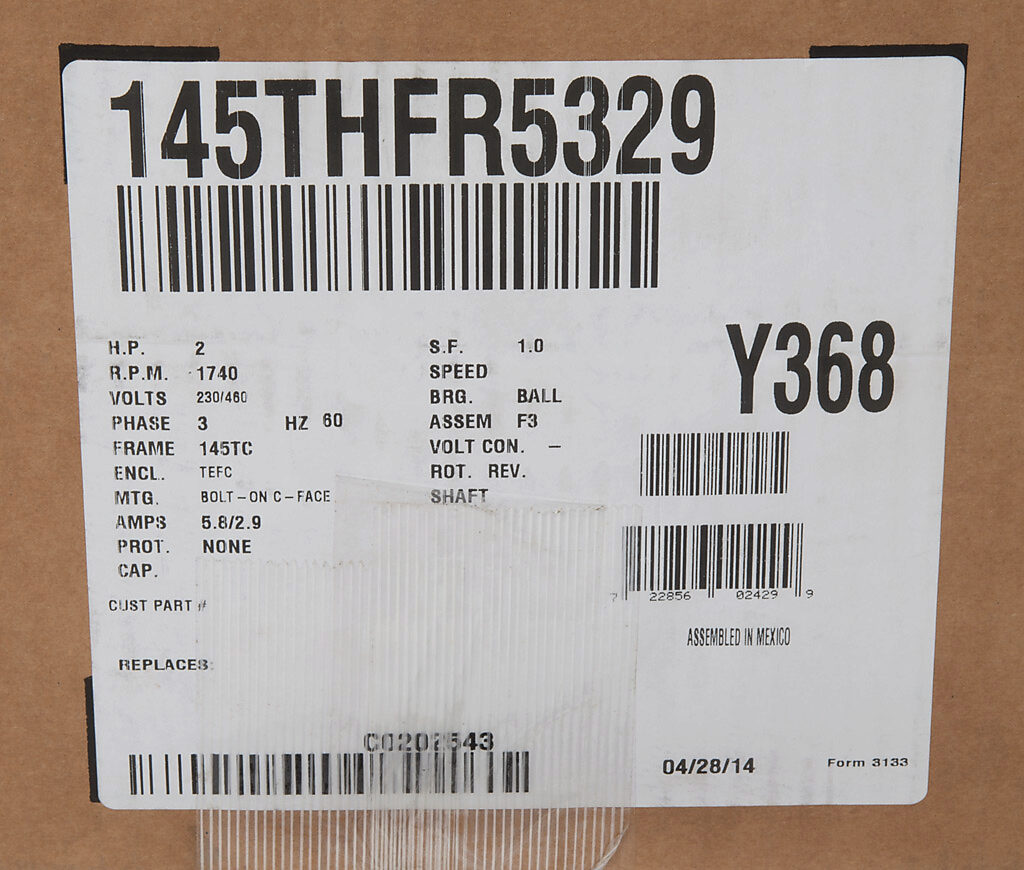 145THFR5329
H.P. 2
R.P.M. 1740
VOLTS 230/460
PHASE 3 HZ 60
FRAME 145TC
ENCL. TEFC
MTG. BOLT-ON C-FACE
AMPS 5.8/2.9
PROT. NONE
CAP.
S.F. 1.0
SPEED
BRG. BALL
ASSEM F3
VOLT CON. -
ROT. REV.
SHAFT
Y368
7 22856 02429 9
ASSEMBLED IN MEXICO
CUST PART #
REPLACES:
04/28/14
Form 3133